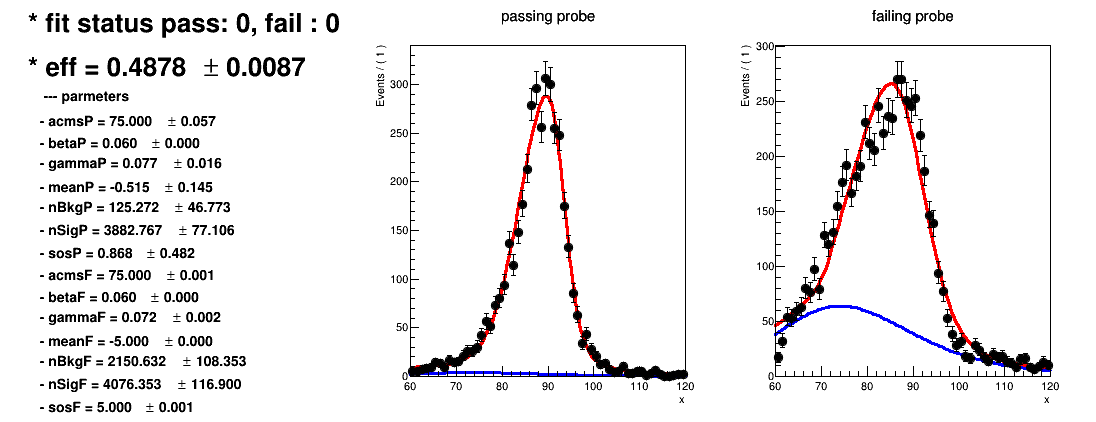 * fit status pass: 0, fail : 0
* eff = 0.4878 ± 0.0087
--- parmeters
- acmsP = 75.000 ± 0.057
- betaP = 0.060 ± 0.000
- gammaP = 0.077 ± 0.016
- meanP = -0.515 ± 0.145
- nBkgP = 125.272 ± 46.773
- nSigP = 3882.767 ± 77.106
- sosP = 0.868 ± 0.482
- acmsF = 75.000 ± 0.001
- betaF = 0.060 ± 0.000
- gammaF = 0.072 ± 0.002
- meanF = -5.000 ± 0.000
- nBkgF = 2150.632 ± 108.353
- nSigF = 4076.353 ± 116.900
- sosF = 5.000 ± 0.001
passing probe
Events / ( 1 )
300
250
200
150
100
50
0
60 70 80 90 100 110 120
x
failing probe
Events / ( 1 )
300
250
200
150
100
50
0
60 70 80 90 100 110 120
x